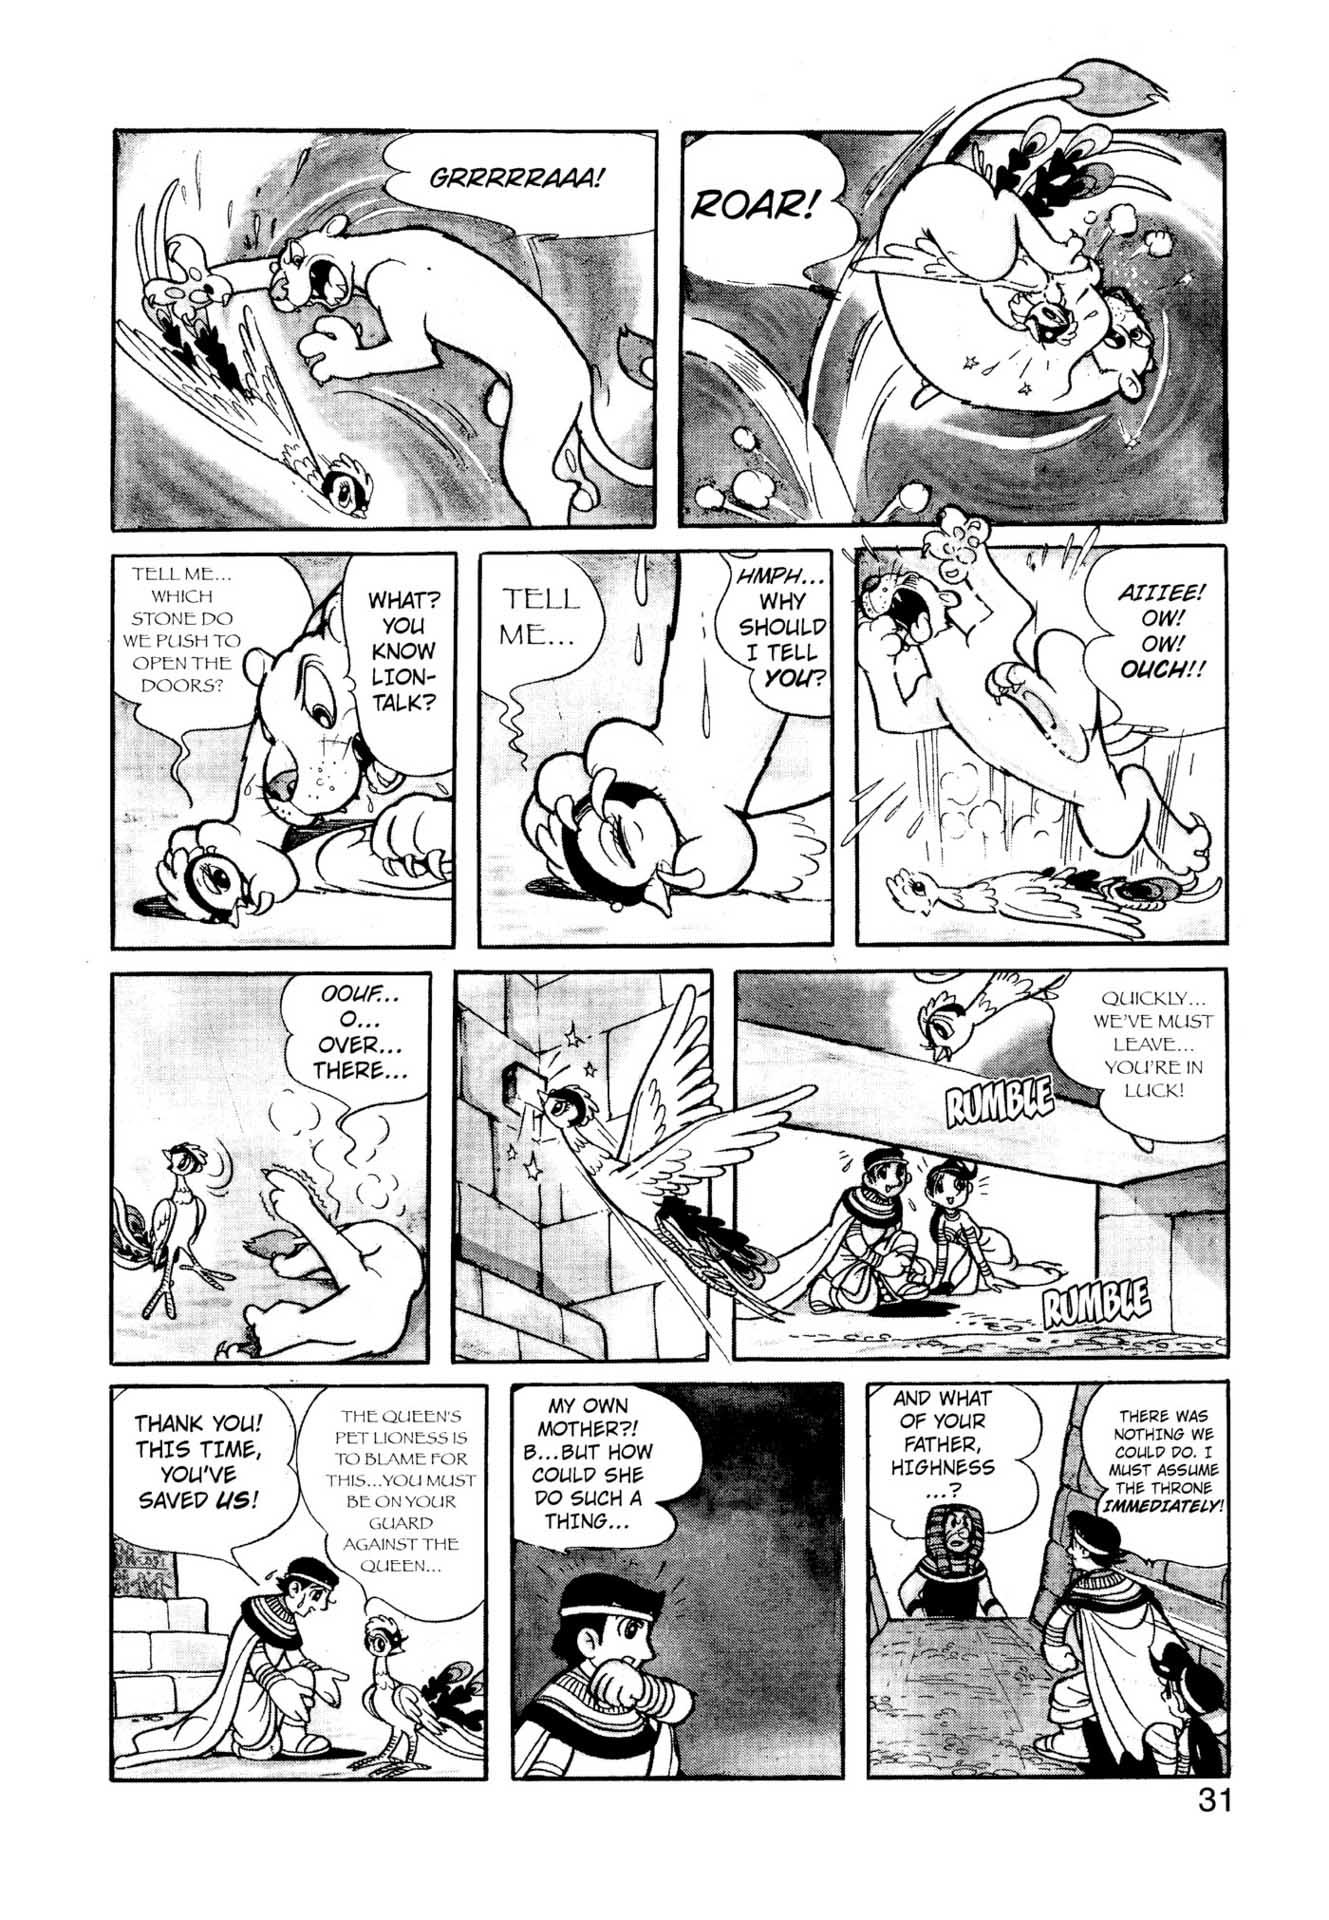 GRRRRRAAA!
ROAR!
TELL ME...
WHICH
STONE DO
WE PUSH TO
OPEN THE
DOORS?
WHAT?
YOU
KNOW
LION-
TALK?
TELL
ME...
HMPH...
WHY
SHOULD
I TELL
YOU?
AIIIEE!
OW!
OW!
OUCH!!
OOUF...
O...
OVER...
THERE...
QUICKLY...
WE'VE MUST
LEAVE...
YOU'RE IN
LUCK!
RUMBLE
RUMBLE
THANK YOU!
THIS TIME,
YOU'VE
SAVED US!
THE QUEEN'S
PET LIONESS IS
TO BLAME FOR
THIS...YOU MUST
BE ON YOUR
GUARD
AGAINST THE
QUEEN...
MY OWN
MOTHER?!
B...BUT HOW
COULD SHE
DO SUCH A
THING...
AND WHAT
OF YOUR
FATHER,
HIGHNESS
...?
THERE WAS
NOTHING WE
COULD DO. I
MUST ASSUME
THE THRONE
IMMEDIATELY!
31